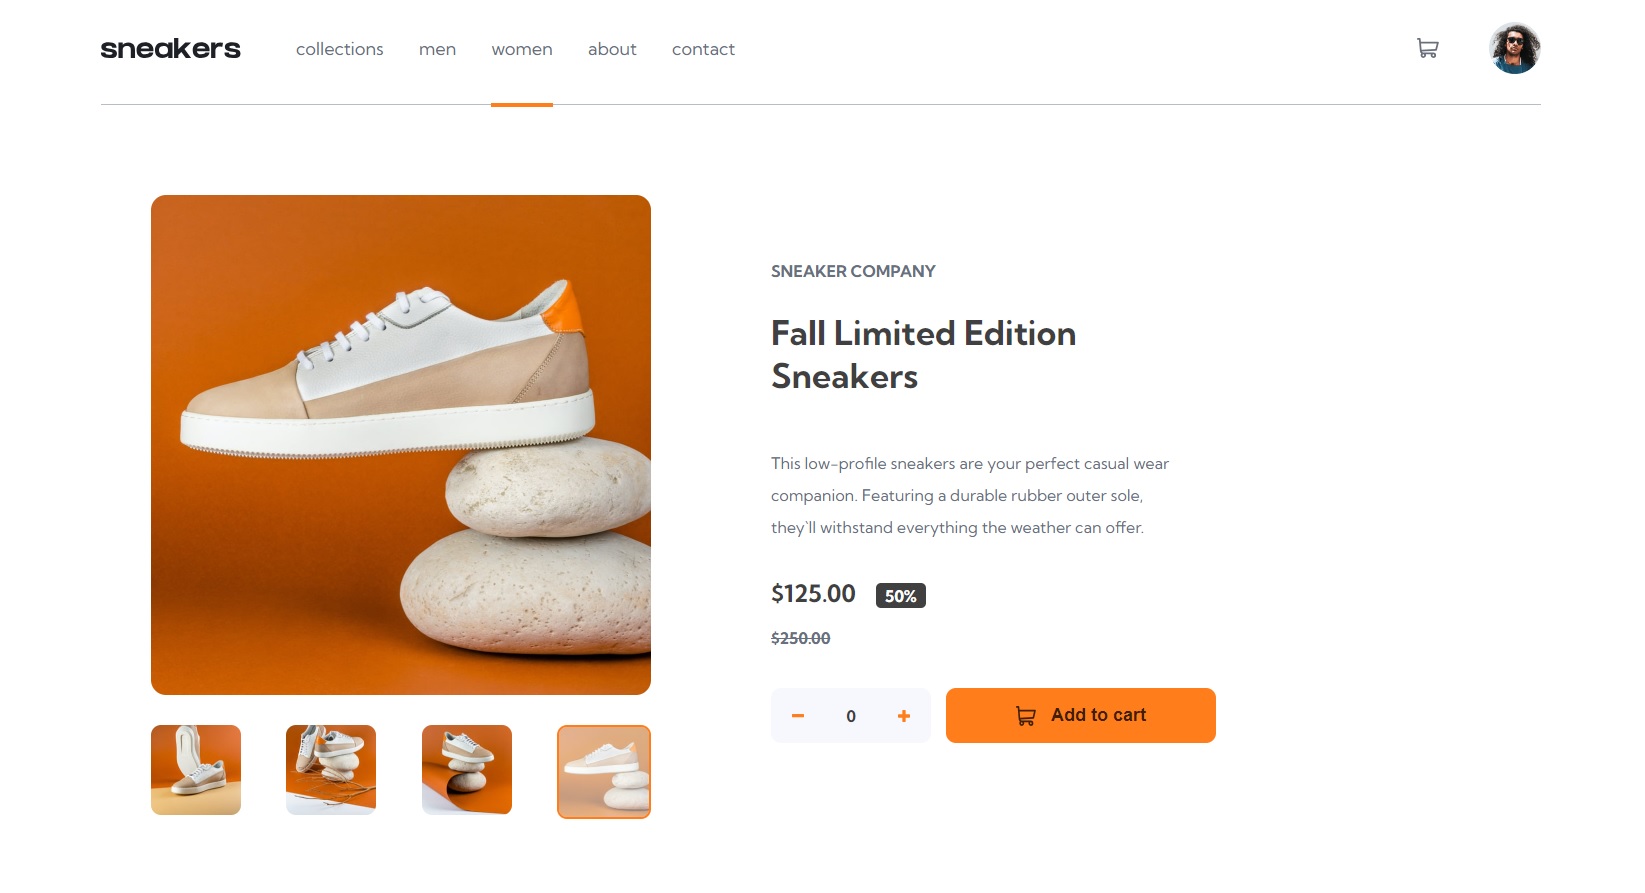 sneakers
collections men women about contact
SNEAKER COMPANY
Fall Limited Edition
Sneakers
This low-profile sneakers are your perfect casual wear
companion. Featuring a durable rubber outer sole,
they`ll withstand everything the weather can offer.
$125.00 50%
$250.00
0 Add to cart